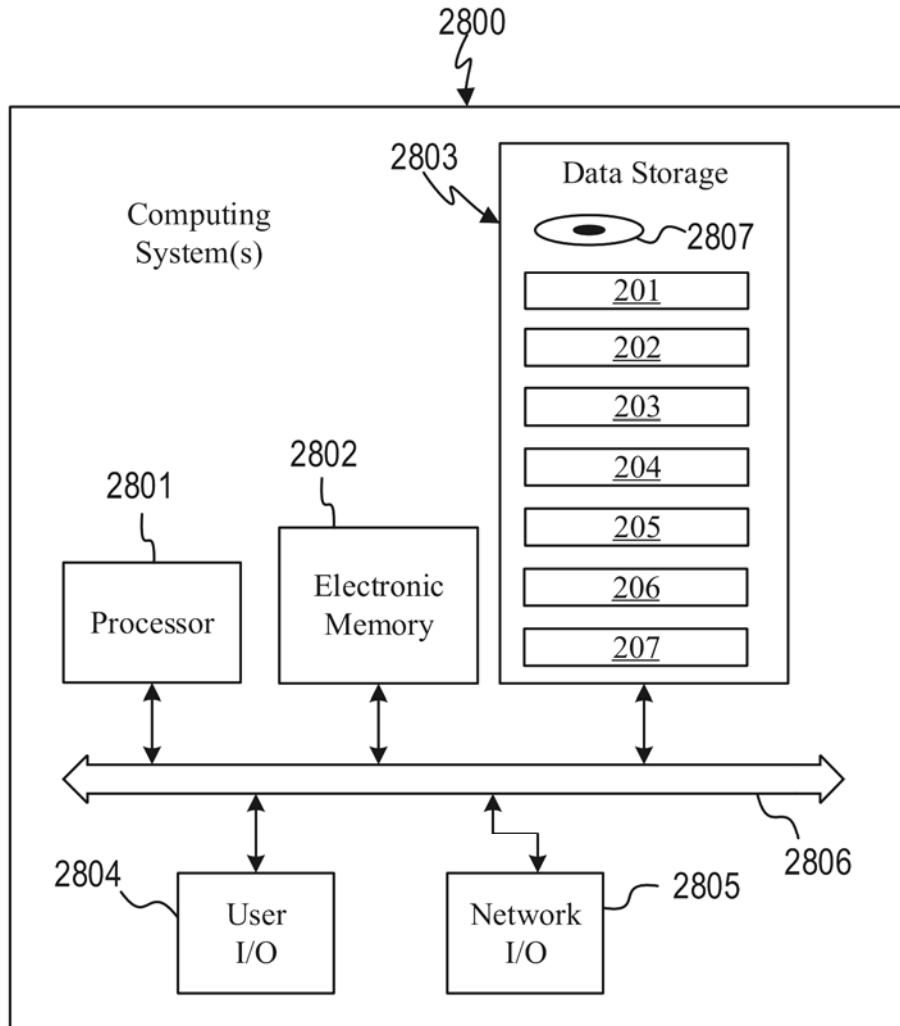 2800
2803
Data Storage
Computing
System(s)
2807
201
202
203
204
205
206
207
2802
2801
Electronic
Memory
Processor
2806
2804
2805
User
I/O
Network
I/O